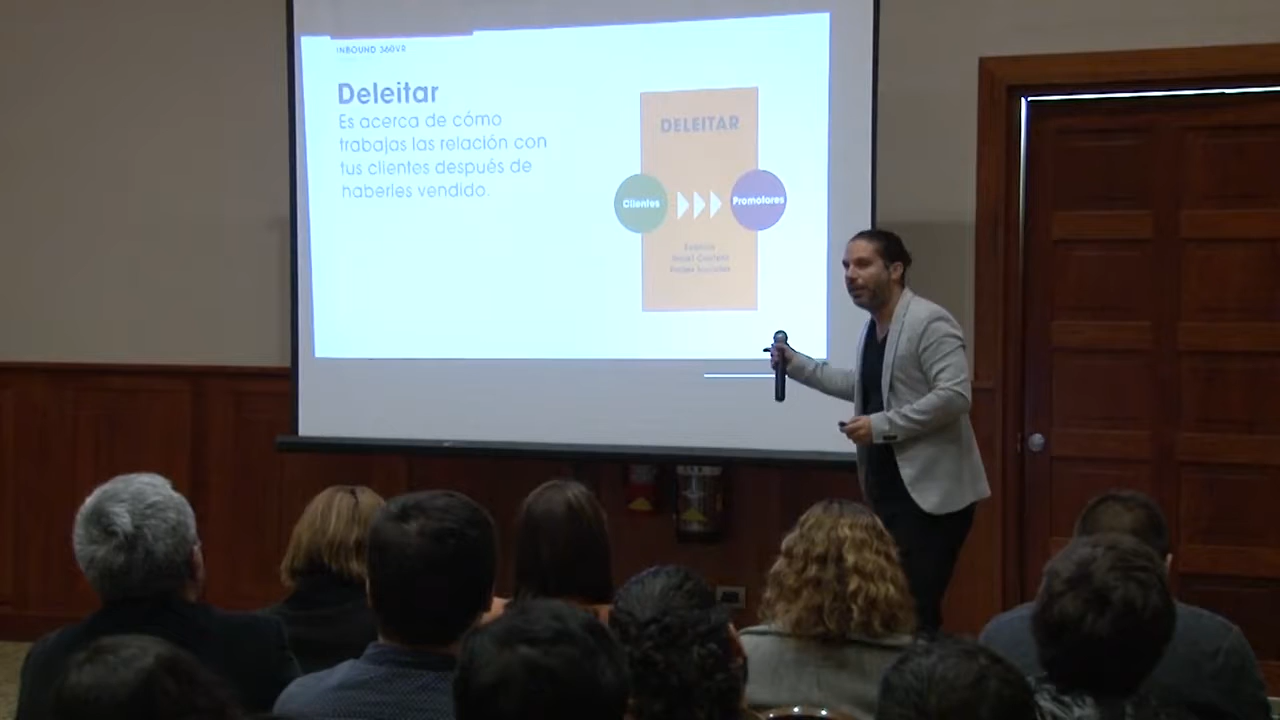 INBOUND 360VR
Deleitar
Es acerca de cómo
trabajas las relación con
tus clientes después de
haberles vendido.
DELEITAR
Clientes
Promotores